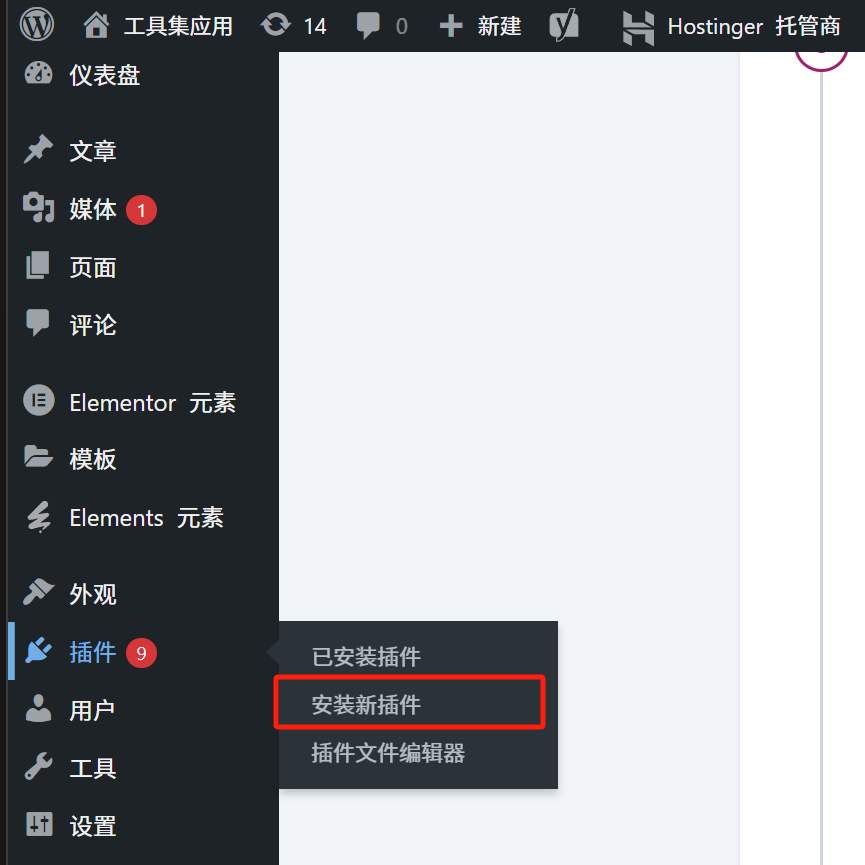 工具集应用 14 0 新建 Hostinger 托管商
仪表盘
文章
媒体 1
页面
评论
Elementor 元素
模板
Elements 元素
外观
插件 9
已安装插件
安装新插件
插件文件编辑器
用户
工具
设置